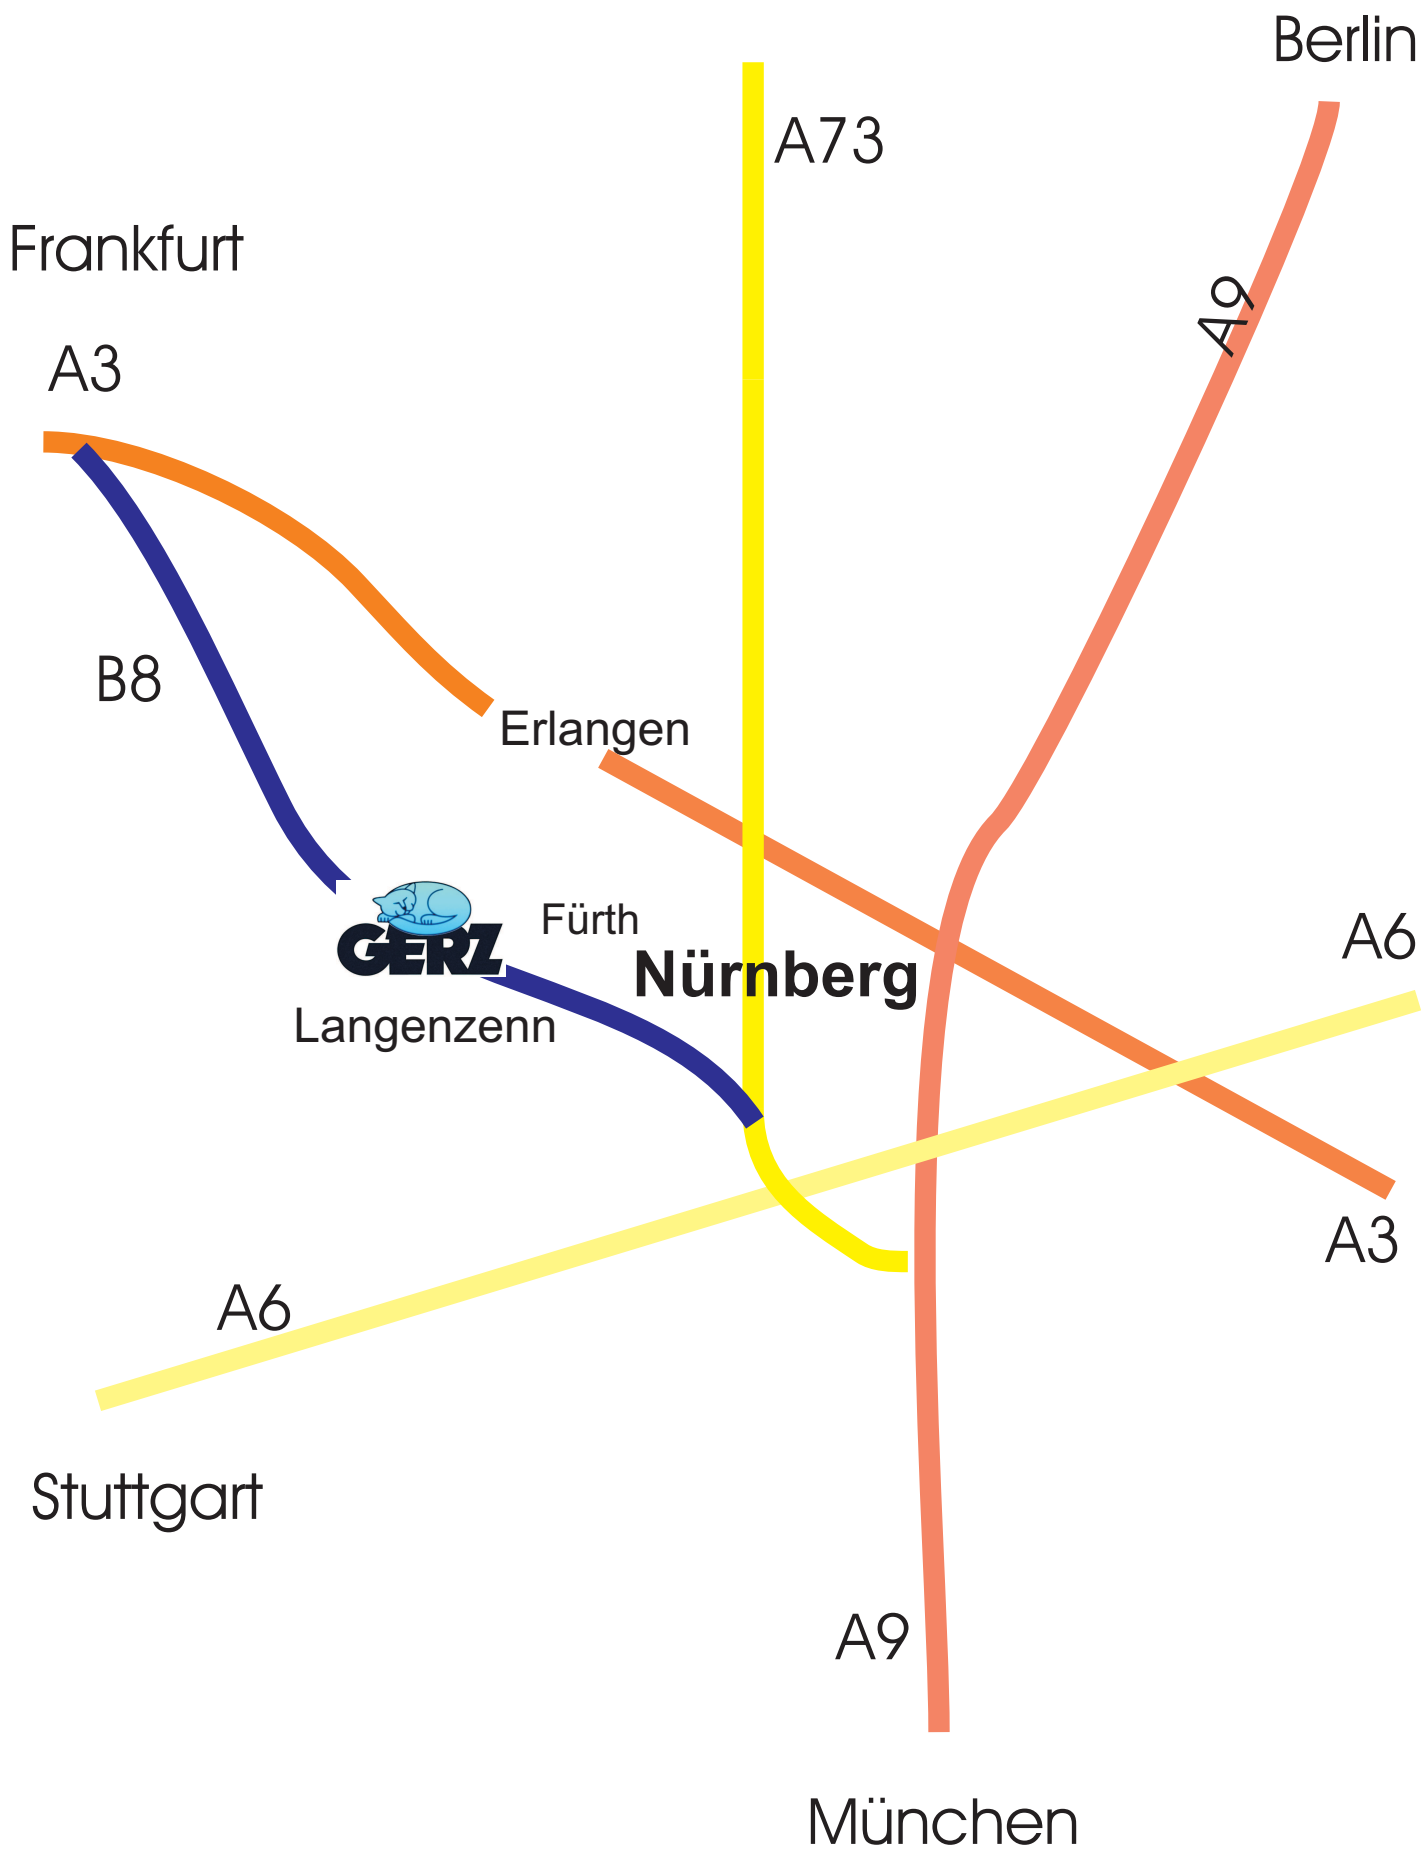 Berlin
A73
Frankfurt
A9
A3
B8
Erlangen
GERZ
Fürth
A6
Nürnberg
Langenzenn
A3
A6
Stuttgart
A9
München